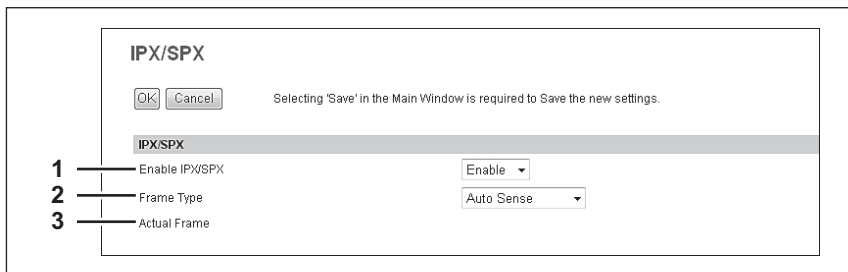 IPX/SPX
OK Cancel Selecting 'Save' in the Main Window is required to Save the new settings.
IPX/SPX
1 Enable IPX/SPX Enable
2 Frame Type Auto Sense
3 Actual Frame